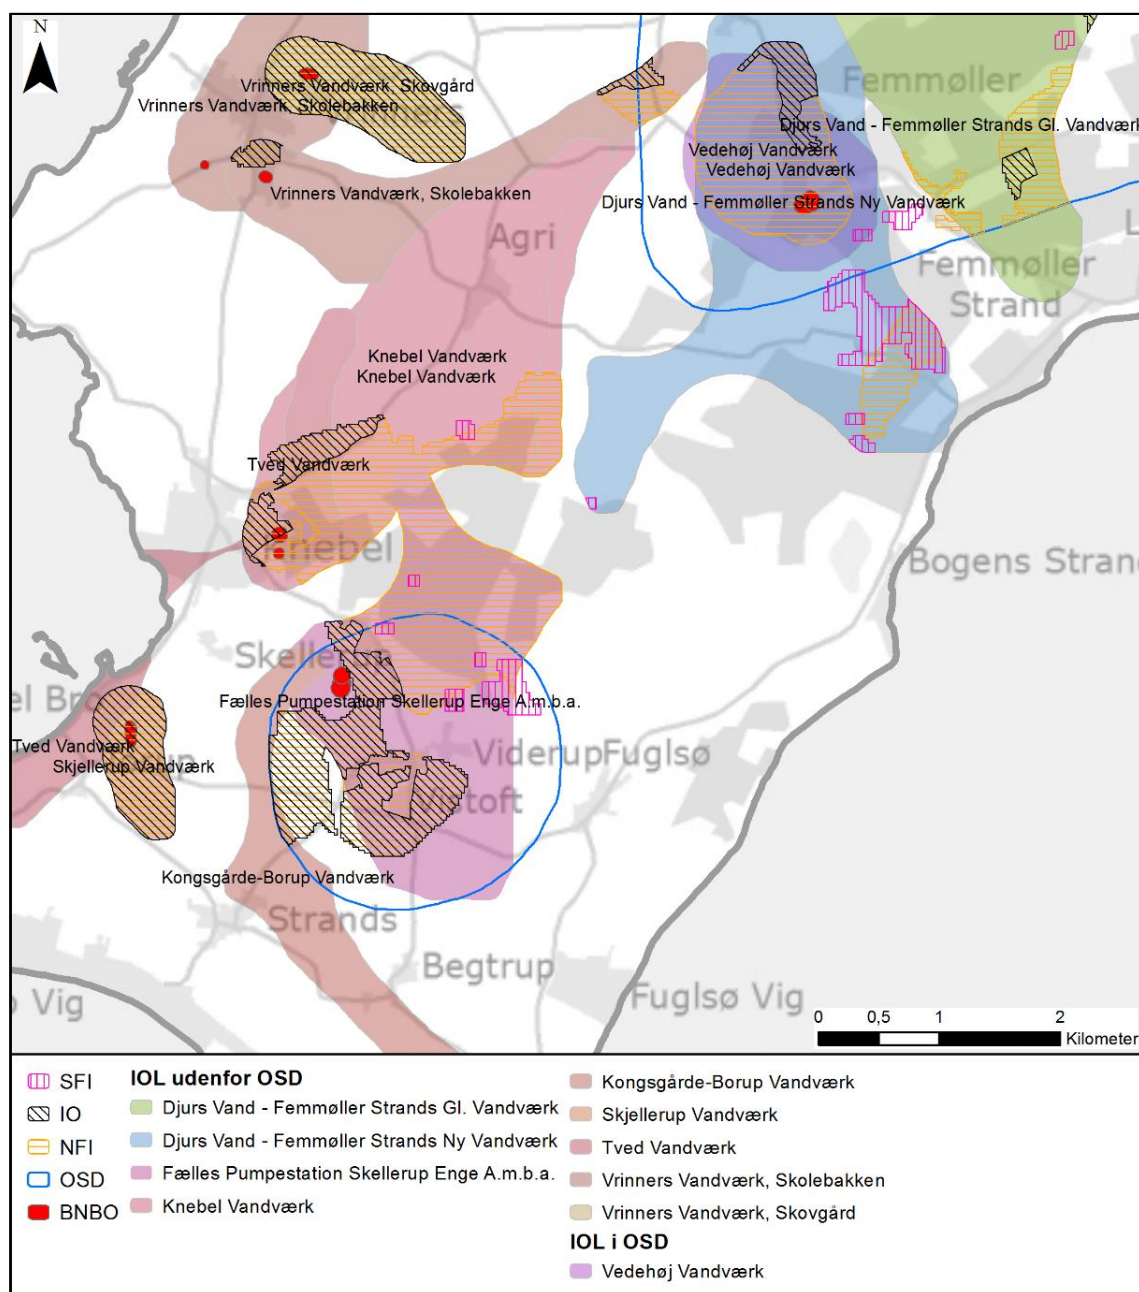 N
Vrinners Vandværk, Skovgård
Vrinners Vandværk, Skolebakken
Femmøller
Djurs Vand - Femmøller Strands Gl. Vandværk
Vedehøj Vandværk
Vedehøj Vandværk
Vrinners Vandværk, Skolebakken
Djurs Vand - Femmøller Strands Ny Vandværk
Agri
Femmøller
Strand
Knebel Vandværk
Knebel Vandværk
Tved Vandværk
Knebel
Bogens Stran
Skellerup
Fælles Pumpestation Skellerup Enge A.m.b.a.
Tved Vandværk
Skjellerup Vandværk
Viderup
Fuglsø
Vistoft
Kongsgårde-Borup Vandværk
Strands
Begtrup
Vig
Fuglsø Vig
0 0,5 1 2
Kilometer
SFI
IO
NFI
OSD
BNBO
IOL udenfor OSD
Djurs Vand - Femmøller Strands Gl. Vandværk
Djurs Vand - Femmøller Strands Ny Vandværk
Fælles Pumpestation Skellerup Enge A.m.b.a.
Knebel Vandværk
Kongsgårde-Borup Vandværk
Skjellerup Vandværk
Tved Vandværk
Vrinners Vandværk, Skolebakken
Vrinners Vandværk, Skovgård
IOL i OSD
Vedehøj Vandværk